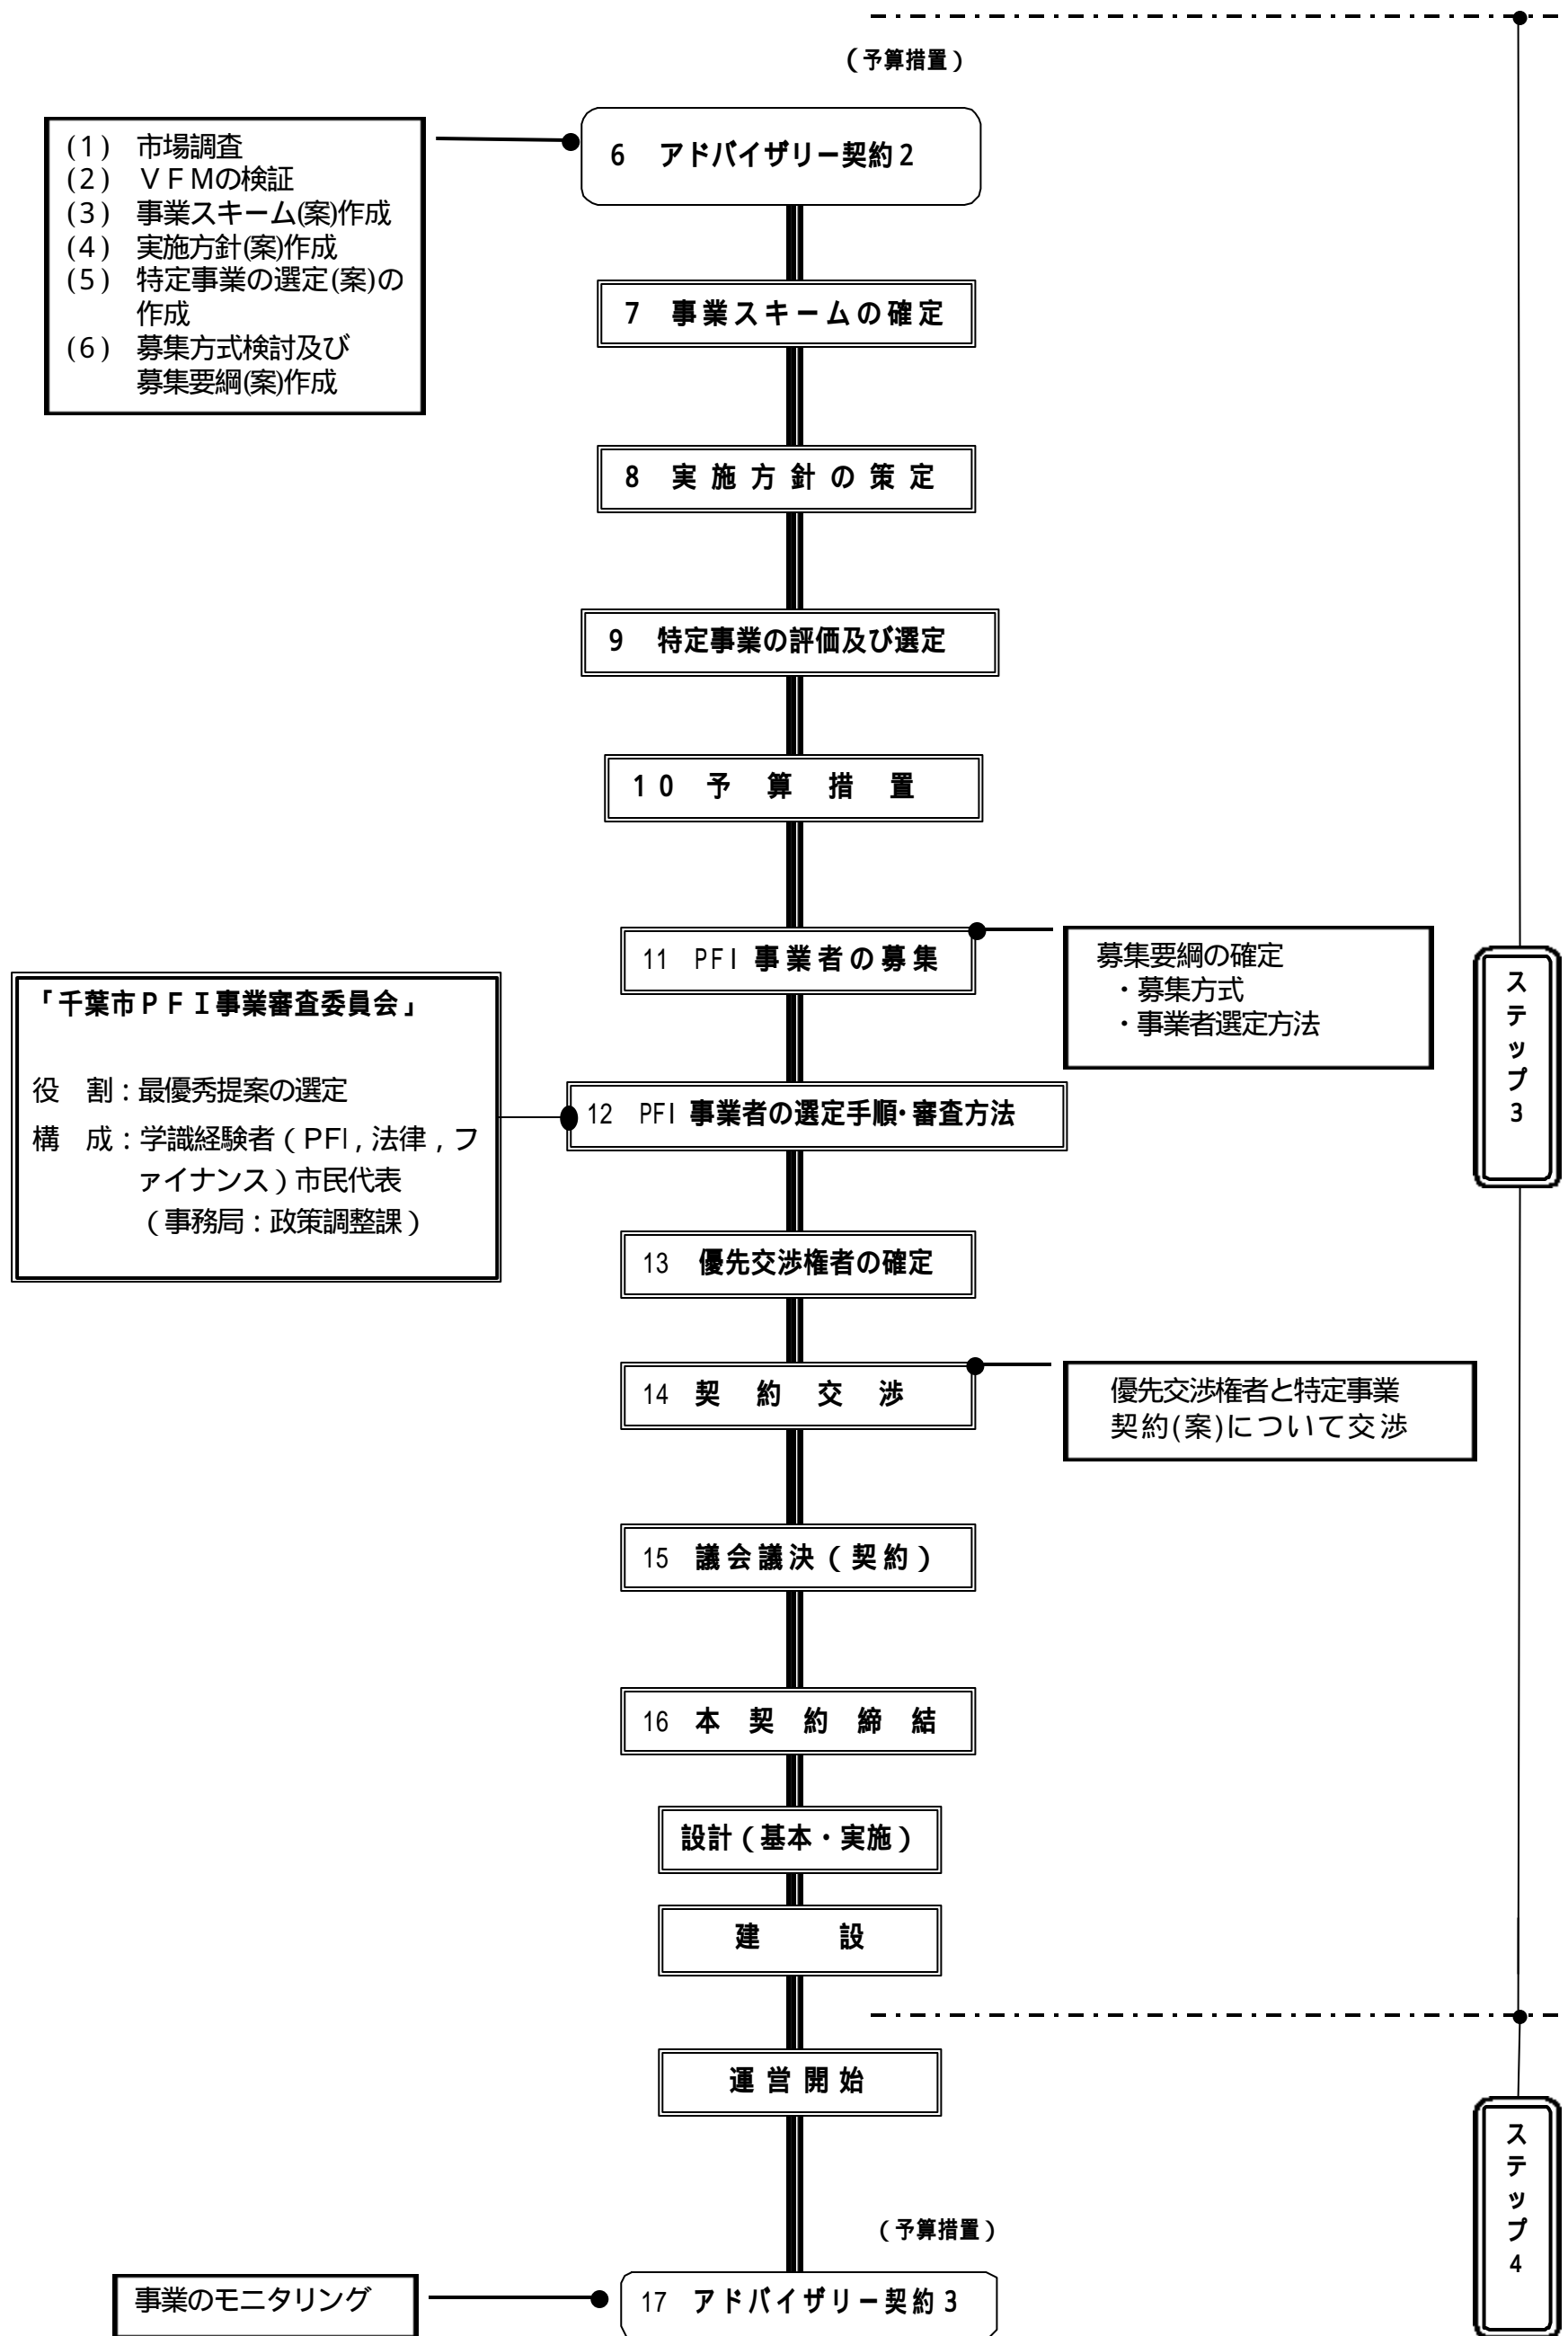 （予算措置）
6　アドバイザリー契約２
(1)　市場調査
(2)　ＶＦＭの検証
(3)　事業スキーム(案)作成
(4)　実施方針(案)作成
(5)　特定事業の選定(案)の
作成
(6)　募集方式検討及び
募集要綱(案)作成
7　事業スキームの確定
8　実施方針の策定
9　特定事業の評価及び選定
10　予算措置
11　PFI 事業者の募集
募集要綱の確定
・募集方式
・事業者選定方法
ステップ3
「千葉市ＰＦＩ事業審査委員会」
役　割：最優秀提案の選定
構　成：学識経験者（PFI，法律，フ
ァイナンス）市民代表
（事務局：政策調整課）
12　PFI 事業者の選定手順・審査方法
13　優先交渉権者の確定
14　契約交渉
優先交渉権者と特定事業
契約(案)について交渉
15　議会議決（契約）
16　本契約締結
設計（基本・実施）
建設
運営開始
ステップ4
（予算措置）
事業のモニタリング
17　アドバイザリー契約３